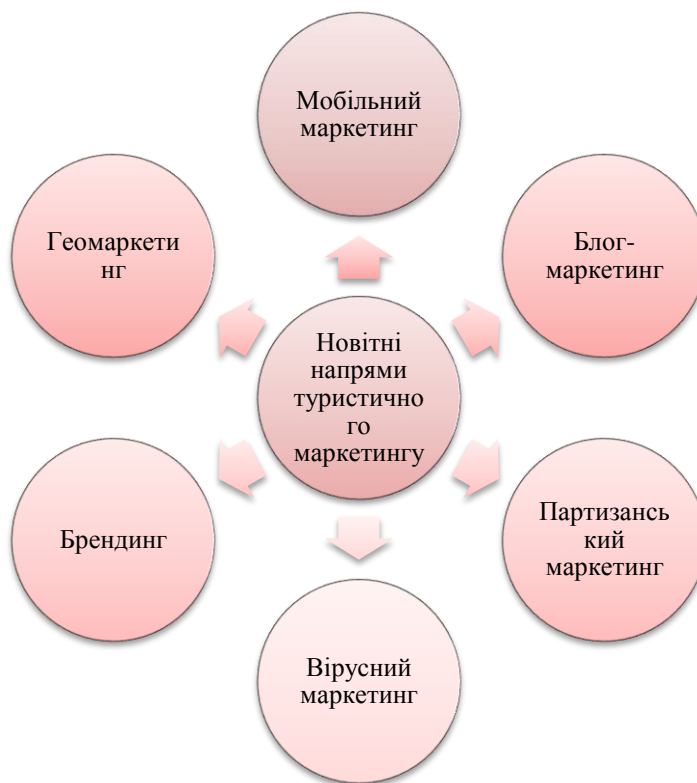 Мобільний
маркетинг
Геомаркети
нг
Блог-
маркетинг
Новітні
напрями
туристично
го
маркетингу
Брендинг
Партизансь
кий
маркетинг
Вірусний
маркетинг